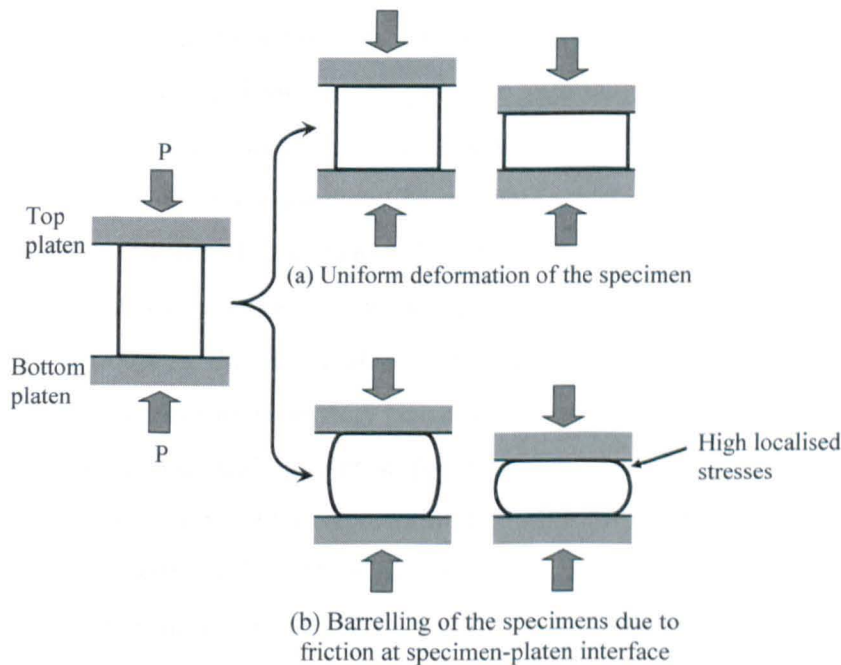 P
Top
platen
Bottom
platen
P
(a) Uniform deformation of the specimen
High localised
stresses
(b) Barrelling of the specimens due to
friction at specimen-platen interface